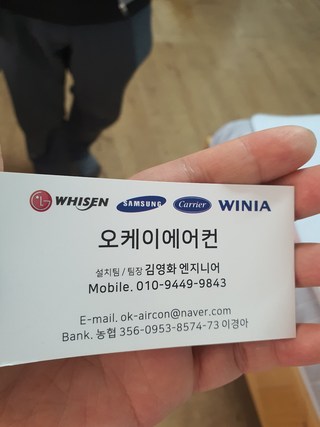 LG WHISEN SAMSUNG Carrier WINIA
오케이에어컨
설치팀 / 팀장 김영화 엔지니어
Mobile. 010-9449-9843
E-mail. ok-aircon@naver.com
Bank. 농협 356-0953-8574-73 이경아